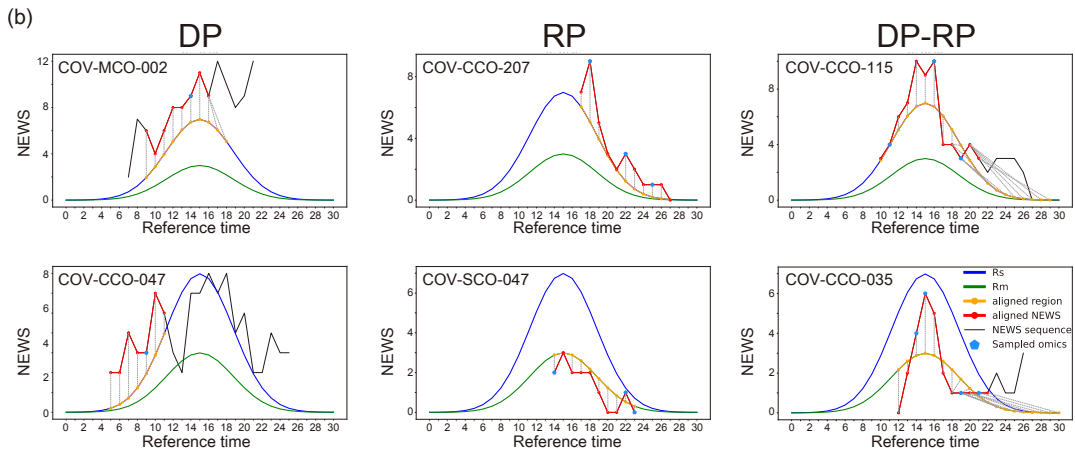 (b)
DP
RP
DP-RP
COV-MCO-002
NEWS
12
8
4
0
0 2 4 6 8 10 12 14 16 18 20 22 24 26 28 30
Reference time
COV-CCO-207
NEWS
8
4
0
0 2 4 6 8 10 12 14 16 18 20 22 24 26 28 30
Reference time
COV-CCO-115
NEWS
8
4
0
0 2 4 6 8 10 12 14 16 18 20 22 24 26 28 30
Reference time
COV-CCO-047
NEWS
8
6
4
2
0
0 2 4 6 8 10 12 14 16 18 20 22 24 26 28 30
Reference time
COV-SCO-047
NEWS
6
4
2
0
0 2 4 6 8 10 12 14 16 18 20 22 24 26 28 30
Reference time
COV-CCO-035
NEWS
6
4
2
0
0 2 4 6 8 10 12 14 16 18 20 22 24 26 28 30
Reference time
Rs
Rm
aligned region
aligned NEWS
NEWS sequence
Sampled omics